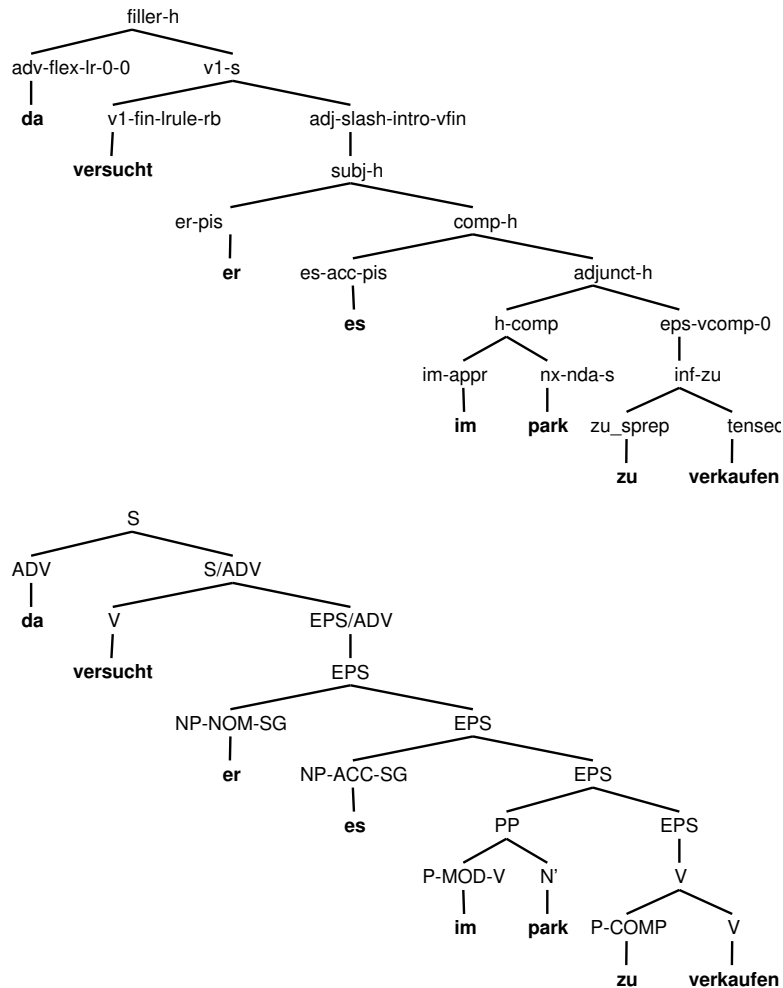 filler-h
adv-flex-lr-0-0 v1-s
da v1-fin-lrule-rb adj-slash-intro-vfin
versucht subj-h
er-pis comp-h
er es-acc-pis adjunct-h
es h-comp eps-vcomp-0
im-appr nx-nda-s inf-zu
im park zu_sprep tensec
zu verkaufen
S
ADV S/ADV
da V EPS/ADV
versucht EPS
NP-NOM-SG EPS
er NP-ACC-SG EPS
es PP EPS
P-MOD-V N' V
im park P-COMP V
zu verkaufen